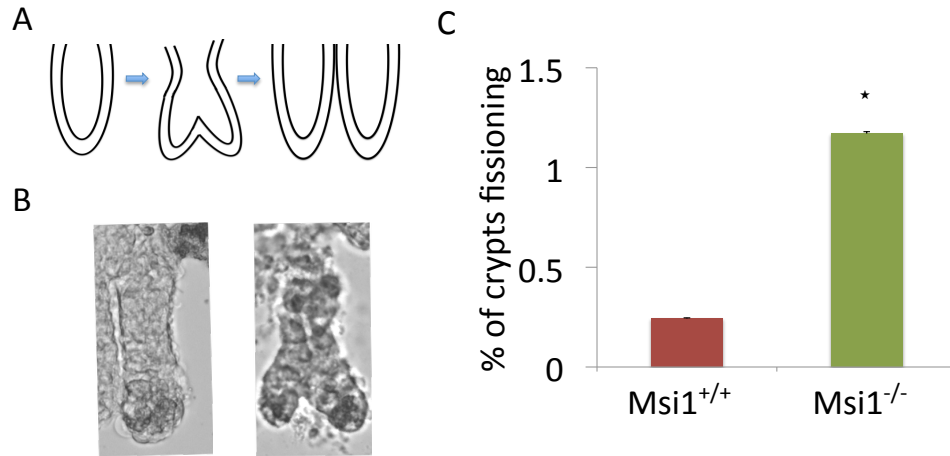 A
B
C
% of crypts fissioning
1.5
★
1
0.5
0
Msi1+/+
Msi1-/-